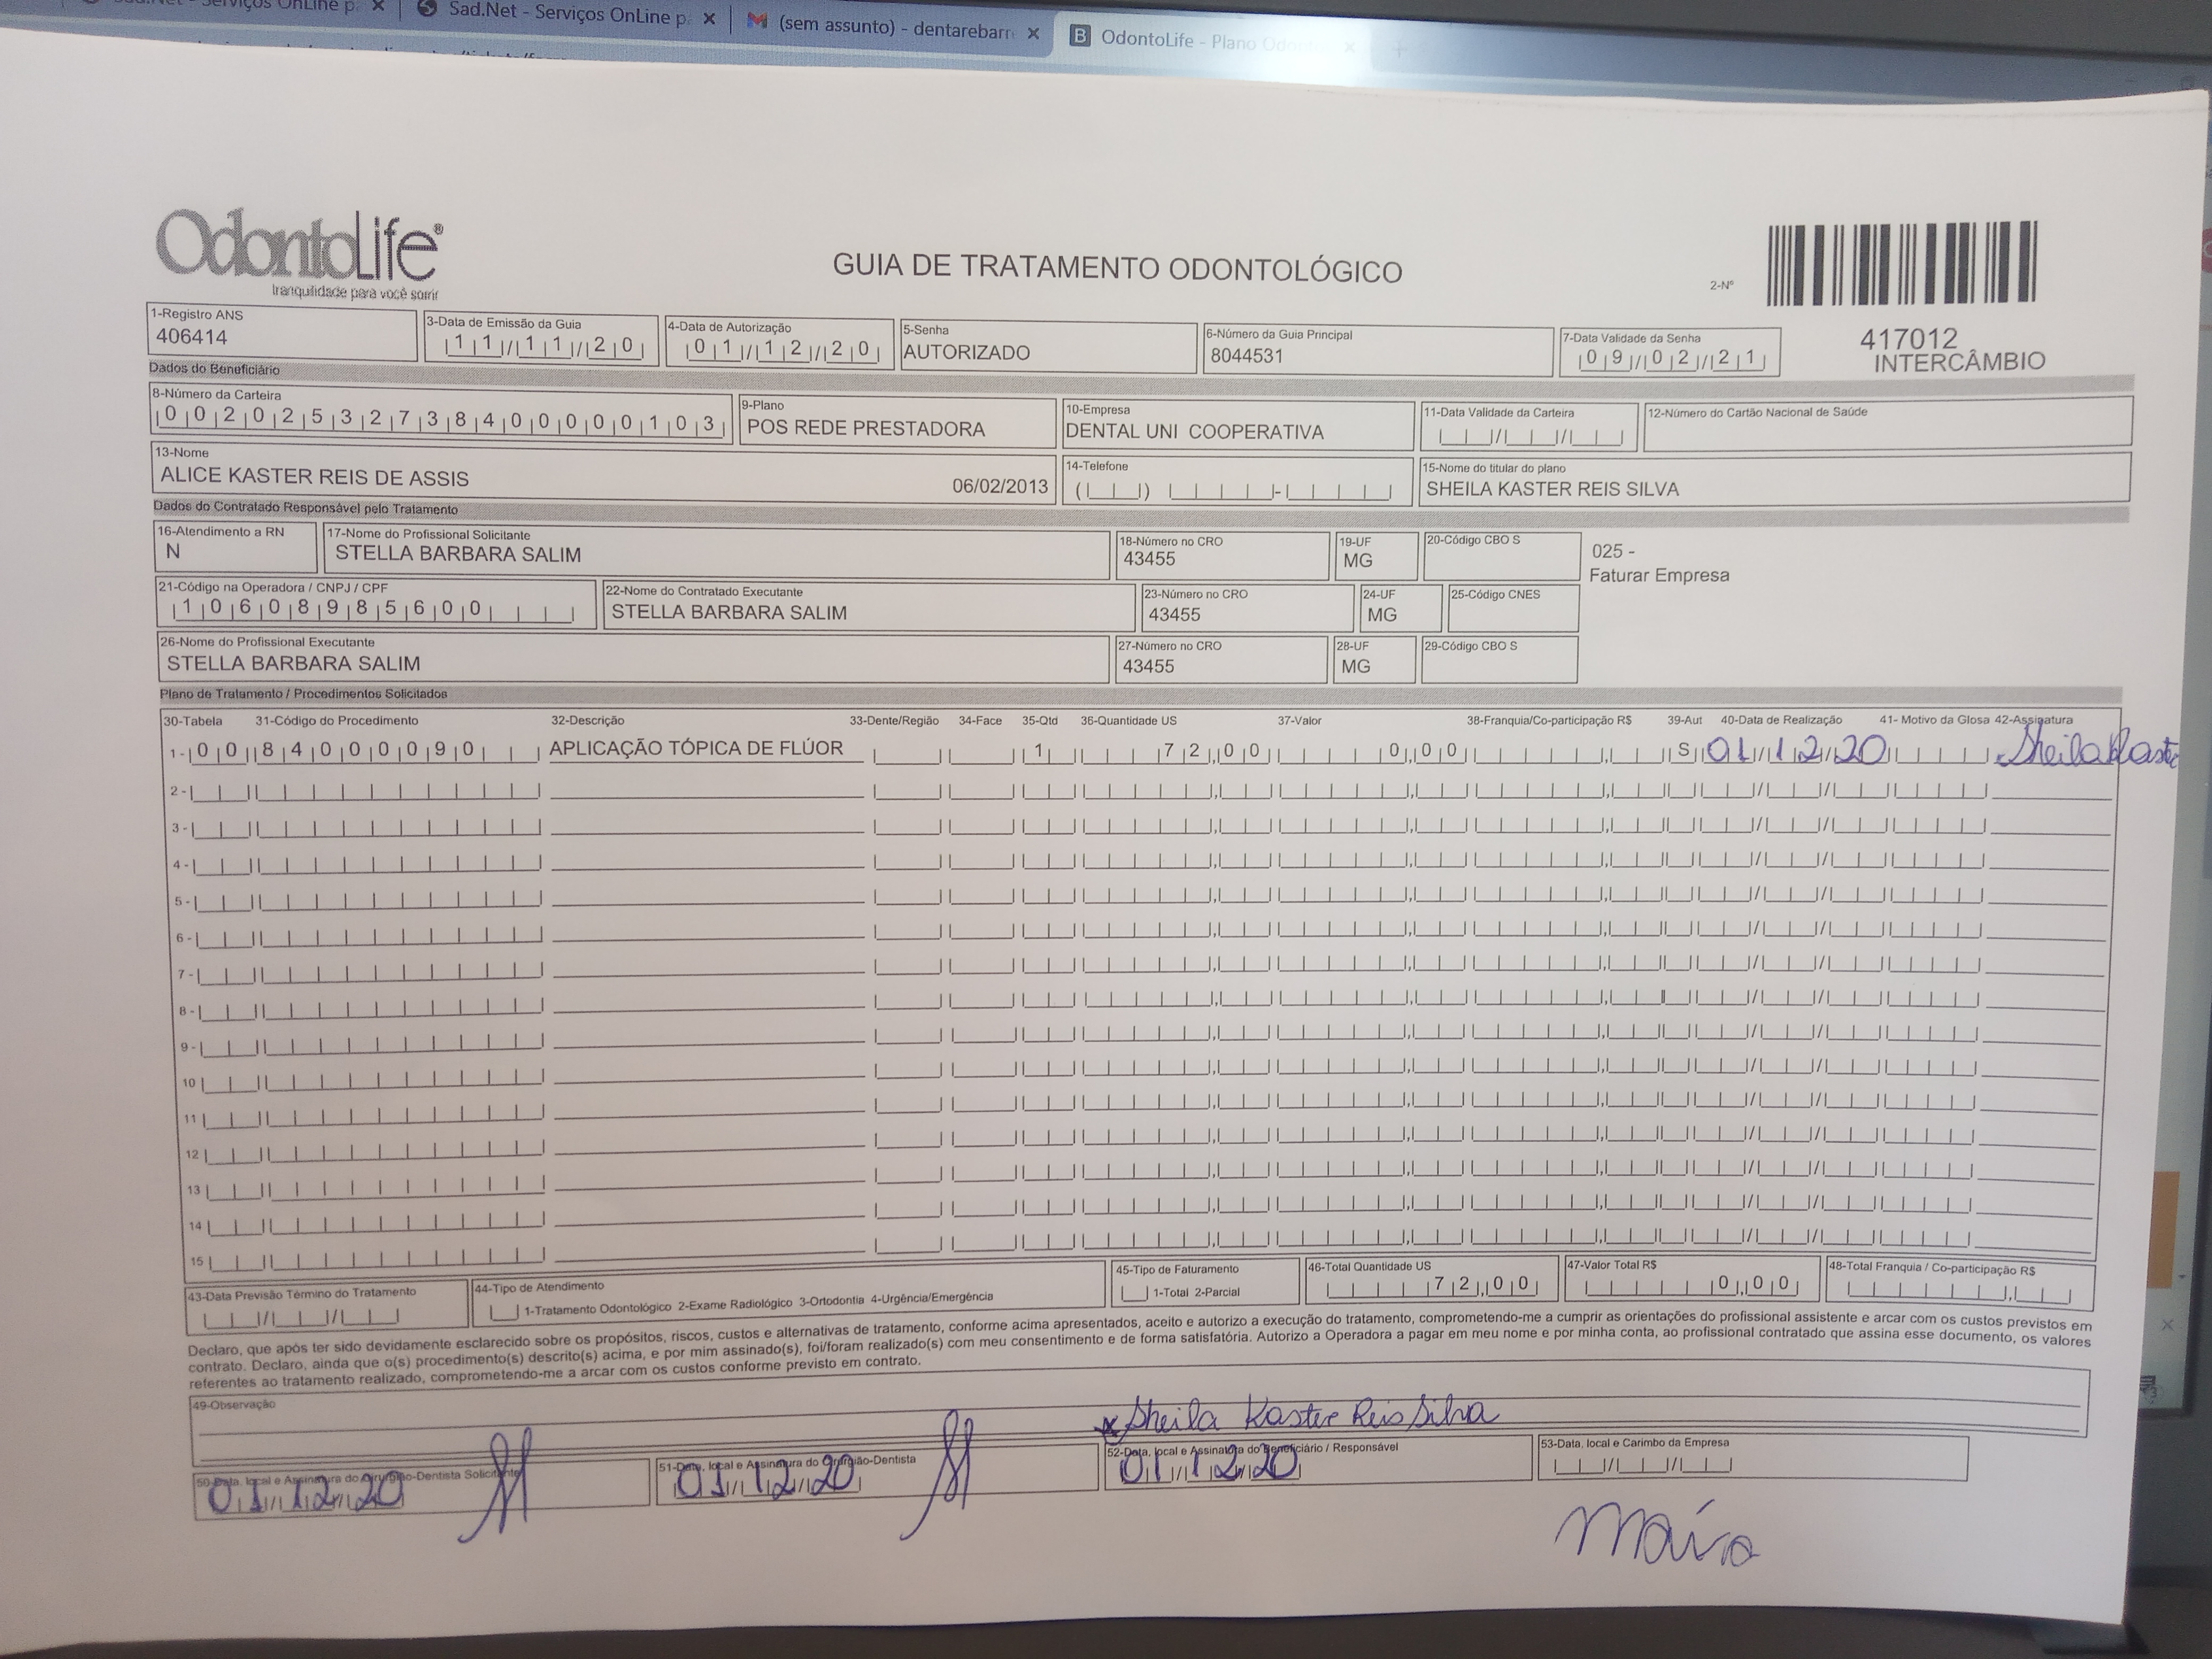 Serviços OnLine p
Sad.Net - Serviços OnLine p
(sem assunto) - dentarebarr
OdontoLife - Plano Odon
OdontoLife®
tranquilidade para você sorrir
GUIA DE TRATAMENTO ODONTOLÓGICO
2-Nº
417012
INTERCÂMBIO
1-Registro ANS
406414
3-Data de Emissão da Guia
11/11/20
4-Data de Autorização
01/12/20
5-Senha
AUTORIZADO
6-Número da Guia Principal
8044531
7-Data Validade da Senha
09/02/21
Dados do Beneficiário
8-Número da Carteira
00202532738400000103
9-Plano
POS REDE PRESTADORA
10-Empresa
DENTAL UNI COOPERATIVA
11-Data Validade da Carteira
12-Número do Cartão Nacional de Saúde
13-Nome
ALICE KASTER REIS DE ASSIS 06/02/2013
14-Telefone
15-Nome do titular do plano
SHEILA KASTER REIS SILVA
Dados do Contratado Responsável pelo Tratamento
16-Atendimento a RN
N
17-Nome do Profissional Solicitante
STELLA BARBARA SALIM
18-Número no CRO
43455
19-UF
MG
20-Código CBO S
025 -
Faturar Empresa
21-Código na Operadora / CNPJ / CPF
10608985600
22-Nome do Contratado Executante
STELLA BARBARA SALIM
23-Número no CRO
43455
24-UF
MG
25-Código CNES
26-Nome do Profissional Executante
STELLA BARBARA SALIM
27-Número no CRO
43455
28-UF
MG
29-Código CBO S
Plano de Tratamento / Procedimentos Solicitados
30-Tabela 31-Código do Procedimento 32-Descrição 33-Dente/Região 34-Face 35-Qtd 36-Quantidade US 37-Valor 38-Franquia/Co-participação R$ 39-Aut 40-Data de Realização 41- Motivo da Glosa 42-Assinatura
1- 00 84000090 APLICAÇÃO TÓPICA DE FLÚOR 1 72,00 0,00 S 01/12/20 Sheila Kaster
2-
3-
4-
5-
6-
7-
8-
9-
10
11
12
13
14
15
43-Data Previsão Término do Tratamento
44-Tipo de Atendimento
1-Tratamento Odontológico 2-Exame Radiológico 3-Ortodontia 4-Urgência/Emergência
45-Tipo de Faturamento
1-Total 2-Parcial
46-Total Quantidade US
72,00
47-Valor Total R$
0,00
48-Total Franquia / Co-participação R$
Declaro, que após ter sido devidamente esclarecido sobre os propósitos, riscos, custos e alternativas de tratamento, conforme acima apresentados, aceito e autorizo a execução do tratamento, comprometendo-me a cumprir as orientações do profissional assistente e arcar com os custos previstos em
contrato. Declaro, ainda que o(s) procedimento(s) descrito(s) acima, e por mim assinado(s), foi/foram realizado(s) com meu consentimento e de forma satisfatória. Autorizo a Operadora a pagar em meu nome e por minha conta, ao profissional contratado que assina esse documento, os valores
referentes ao tratamento realizado, comprometendo-me a arcar com os custos conforme previsto em contrato.
49-Observação
x Sheila Kaster Reis Silva
50-Data, local e Assinatura do Cirurgião-Dentista Solicitante
01/12/20
51-Data, local e Assinatura do Cirurgião-Dentista
01/12/20
52-Data, local e Assinatura do Beneficiário / Responsável
01/12/20
53-Data, local e Carimbo da Empresa
Maíra